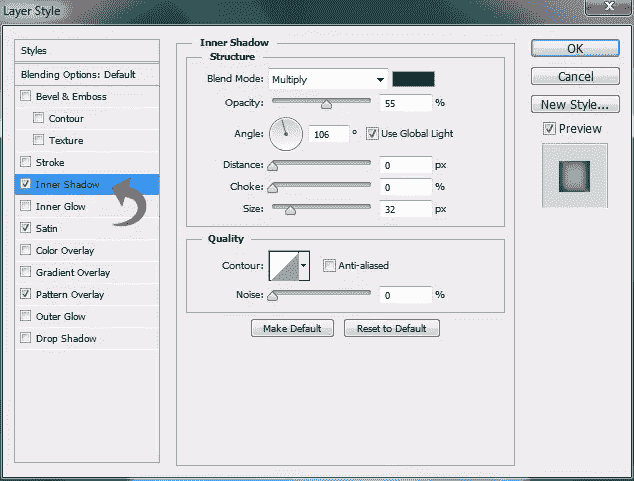 Layer Style
X
Styles
Blending Options: Default
Bevel & Emboss
Contour
Texture
Stroke
Inner Shadow
Inner Glow
Satin
Color Overlay
Gradient Overlay
Pattern Overlay
Outer Glow
Drop Shadow
Inner Shadow
Structure
Blend Mode: Multiply
Opacity: 55 %
Angle: 106 ° Use Global Light
Distance: 0 px
Choke: 0 %
Size: 32 px
Quality
Contour: Anti-aliased
Noise: 0 %
Make Default Reset to Default
OK
Cancel
New Style...
Preview